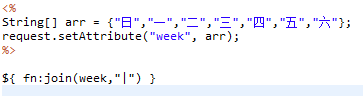 <%
String[] arr = {"日","一","二","三","四","五","六"};
request.setAttribute("week", arr);
%>
${ fn:join(week,"|") }